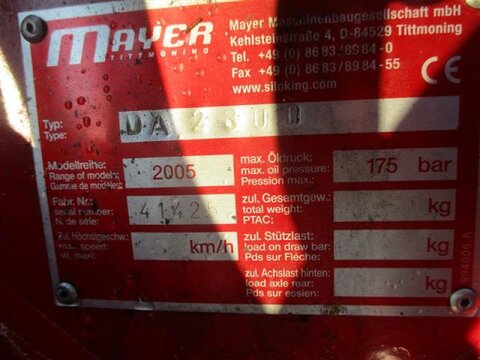 MAYER
TITTMONING
Mayer Maschinenbaugesellschaft mbH
Kehlsteinstraße 4, D-84529 Tittmoning
Tel. +49 (0) 86 83/89 84-0
Fax +49 (0) 86 83/89 84-55
www.siloking.com
CE
Typ:
Type:
DA 2300
Modellreihe:
Range of models:
Gamme de modèles:
2005
max. Öldruck:
max. oil pressure:
Pression max.:
175 bar
Fahr. Nr.:
serial number:
N. de série:
zul. Gesamtgew.:
total weight:
PTAC:
kg
zul. Höchstgeschw.:
max. speed:
vit. maxi:
km/h
zul. Stützlast:
load on draw bar:
Pds sur Flèche:
kg
zul. Achslast hinten:
load axle rear:
Pds sur essien:
kg